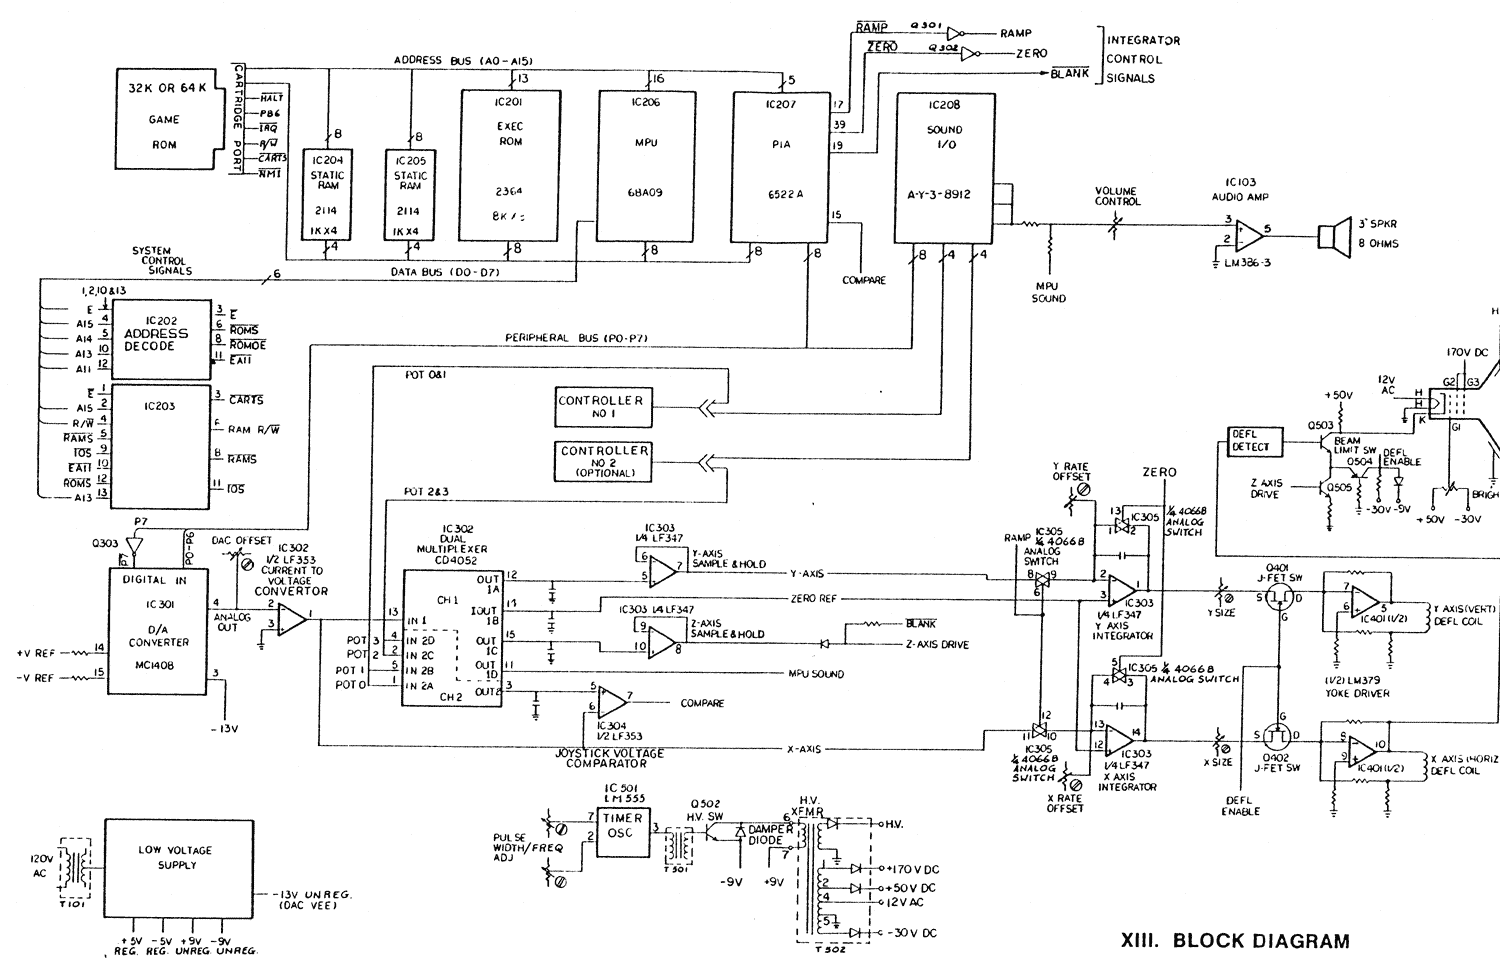 RAMP
Q301
RAMP
ZERO
Q302
ZERO
BLANK
INTEGRATOR
CONTROL
SIGNALS
ADDRESS BUS (A0-A15)
13
16
5
32K OR 64K
GAME
ROM
CARTRIDGE PORT
HALT
PB6
IRQ
R/W
CART3
NMI
8
8
IC204
STATIC
RAM
2114
1K X4
4
IC205
STATIC
RAM
2114
1K X4
4
IC201
EXEC
ROM
2364
8
IC206
MPU
68A09
8
IC207
PIA
6522A
17
39
19
15
8
8
COMPARE
IC208
SOUND
I/O
A-Y-3-8912
8
4
4
MPU
SOUND
VOLUME
CONTROL
IC103
AUDIO AMP
3
2
5
LM386-3
3" SPKR
8 OHMS
SYSTEM
CONTROL
SIGNALS
6
DATA BUS (D0-D7)
1,2,10 &13
E
A15 4
A14 5
A13 10
A11 12
IC202
ADDRESS
DECODE
3 E
6 ROMS
8 ROMOE
11 EA11
E 1
A15 2
R/W 4
RAMS 5
IOS 9
EA11 10
ROMS 12
A13 13
IC203
3 CARTS
RAM R/W
8 RAMS
11 IOS
PERIPHERAL BUS (P0-P7)
POT 0&1
CONTROLLER
NO 1
CONTROLLER
NO 2
(OPTIONAL)
POT 2&3
P7
Q303
P7
P0-P6
DAC OFFSET
DIGITAL IN
IC301
D/A
CONVERTER
MC1408
4
ANALOG
OUT
+V REF 14
-V REF 15
3
-13V
IC302
1/2 LF353
CURRENT TO
VOLTAGE
CONVERTOR
2
3
1
IC302
DUAL
MULTIPLEXER
CD4052
13
IN 1
CH 1
POT 3 4 IN 2D
POT 2 2 IN 2C
POT 1 5 IN 2B
POT 0 1 IN 2A
CH 2
OUT
1A
12
1OUT
1B
OUT
1C
15
OUT
1D
11
3
IC303
1/4 LF347
6
5
7
Y-AXIS
SAMPLE & HOLD
Y-AXIS
ZERO REF
IC303 1/4 LF347
9
10
8
Z-AXIS
SAMPLE & HOLD
BLANK
Z-AXIS DRIVE
MPU SOUND
5
6
7
COMPARE
IC304
1/2 LF353
JOYSTICK VOLTAGE
COMPARATOR
X-AXIS
Y RATE
OFFSET
ZERO
RAMP
IC305
1/4 4066B
ANALOG
SWITCH
8
9
6
13
1
2
IC305
1/4 4066B
ANALOG
SWITCH
2
3
1
IC303
1/4 LF347
Y AXIS
INTEGRATOR
5
4
3
IC305 1/4 4066B
ANALOG SWITCH
12
11
10
IC305
1/4 4066B
ANALOG
SWITCH
13
12
14
IC303
1/4 LF347
X AXIS
INTEGRATOR
X RATE
OFFSET
Y SIZE
Q401
J-FET SW
S
D
G
X SIZE
G
S
D
Q402
J-FET SW
DEFL
ENABLE
7
6
5
IC401 (1/2)
Y AXIS (VERT)
DEFL COIL
(1/2) LM379
YOKE DRIVER
8
9
10
IC401 (1/2)
X AXIS (HORIZ
DEFL COIL
DEFL
DETECT
+50V
Q503
BEAM
LIMIT SW
Q504
DEFL
ENABLE
Z AXIS
DRIVE
Q505
-30V
-9V
12V
AC
H
H
K
170V DC
G2
G3
G1
+50V
-30V
BRIGH
H
120V
AC
T101
LOW VOLTAGE
SUPPLY
-13V UNREG.
(DAC VEE)
+5V
REG.
-5V
REG.
+9V
UNREG.
-9V
UNREG.
IC 501
LM 555
TIMER
OSC
7
2
3
PULSE
WIDTH/FREQ
ADJ
T501
Q502
H.V. SW
DAMPER
DIODE
-9V
+9V
H.V.
XFMR
6
7
2
4
5
H.V.
+170 V DC
+50 V DC
12V AC
-30V DC
T502
XIII. BLOCK DIAGRAM